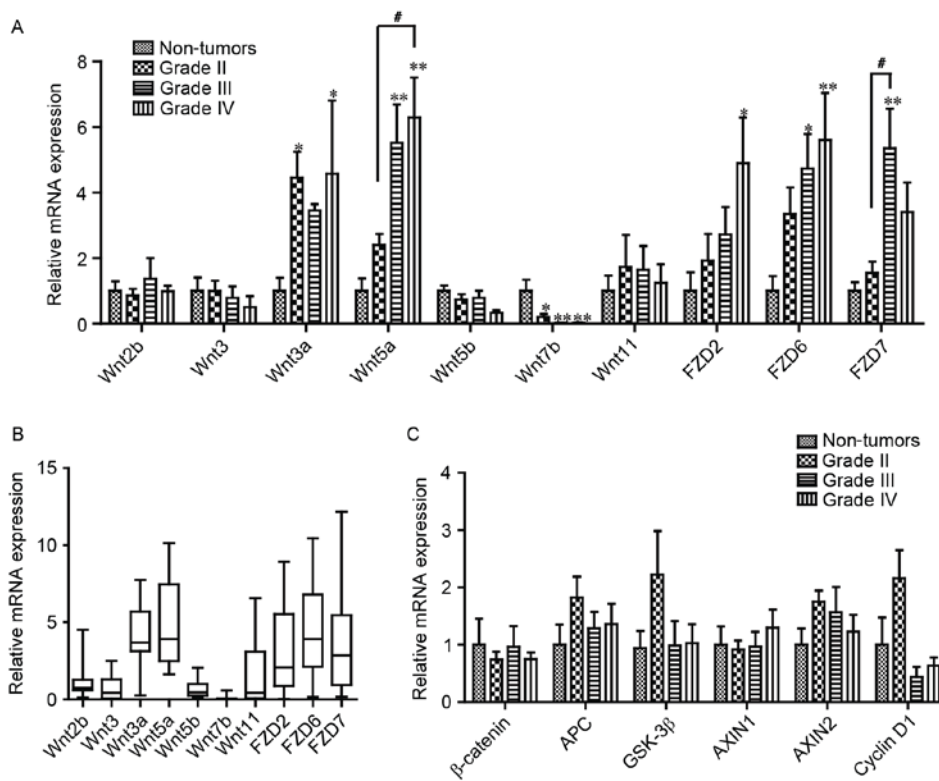 A
#
#
Non-tumors
Grade II
Grade III
Grade IV
8
6
4
2
0
Relative mRNA expression
*
*
**
**
*
**
**
*
*
**
**
Wnt2b
Wnt3
Wnt3a
Wnt5a
Wnt5b
Wnt7b
Wnt11
FZD2
FZD6
FZD7
B
15
10
5
0
Relative mRNA expression
Wnt2b
Wnt3
Wnt3a
Wnt5a
Wnt5b
Wnt7b
Wnt11
FZD2
FZD6
FZD7
C
Non-tumors
Grade II
Grade III
Grade IV
4
3
2
1
0
Relative mRNA expression
β-catenin
APC
GSK-3β
AXIN1
AXIN2
Cyclin D1